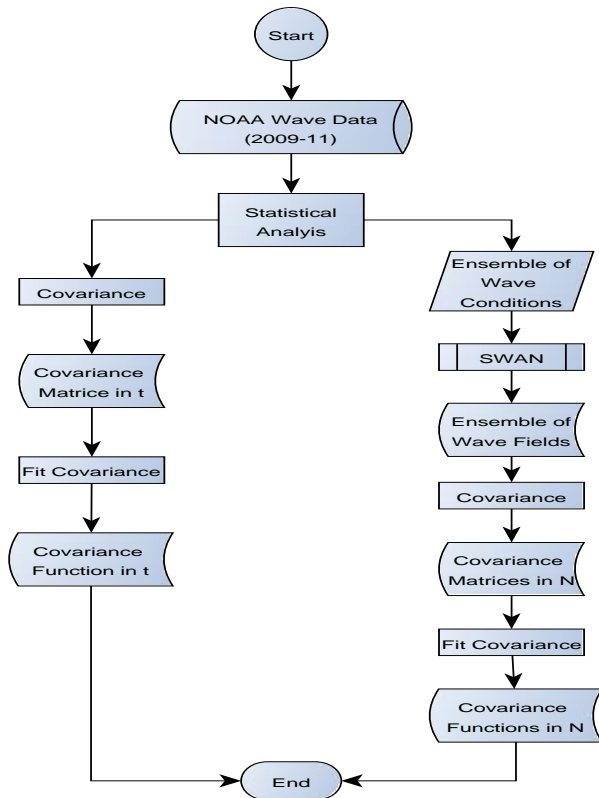 Start
NOAA Wave Data
(2009-11)
Statistical
Analyis
Covariance
Covariance
Matrice in t
Fit Covariance
Covariance
Function in t
Ensemble of
Wave
Conditions
SWAN
Ensemble of
Wave Fields
Covariance
Covariance
Matrices in N
Fit Covariance
Covariance
Functions in N
End